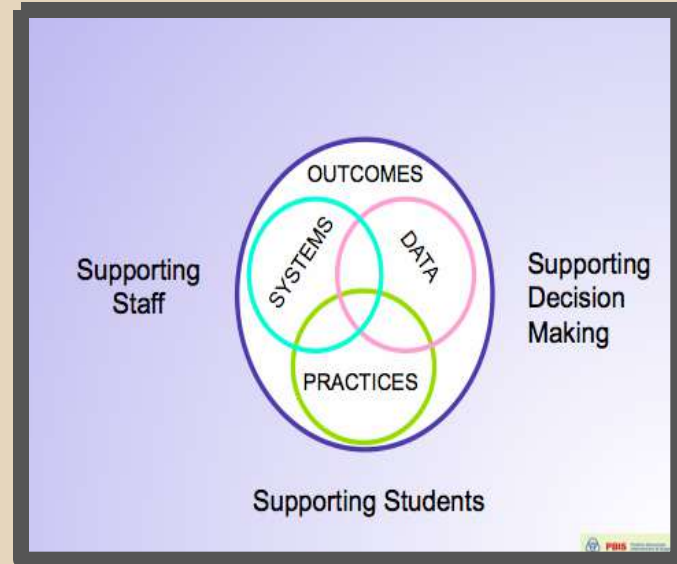 OUTCOMES
SYSTEMS
DATA
Supporting
Staff
Supporting
Decision
Making
PRACTICES
Supporting Students
PBIS